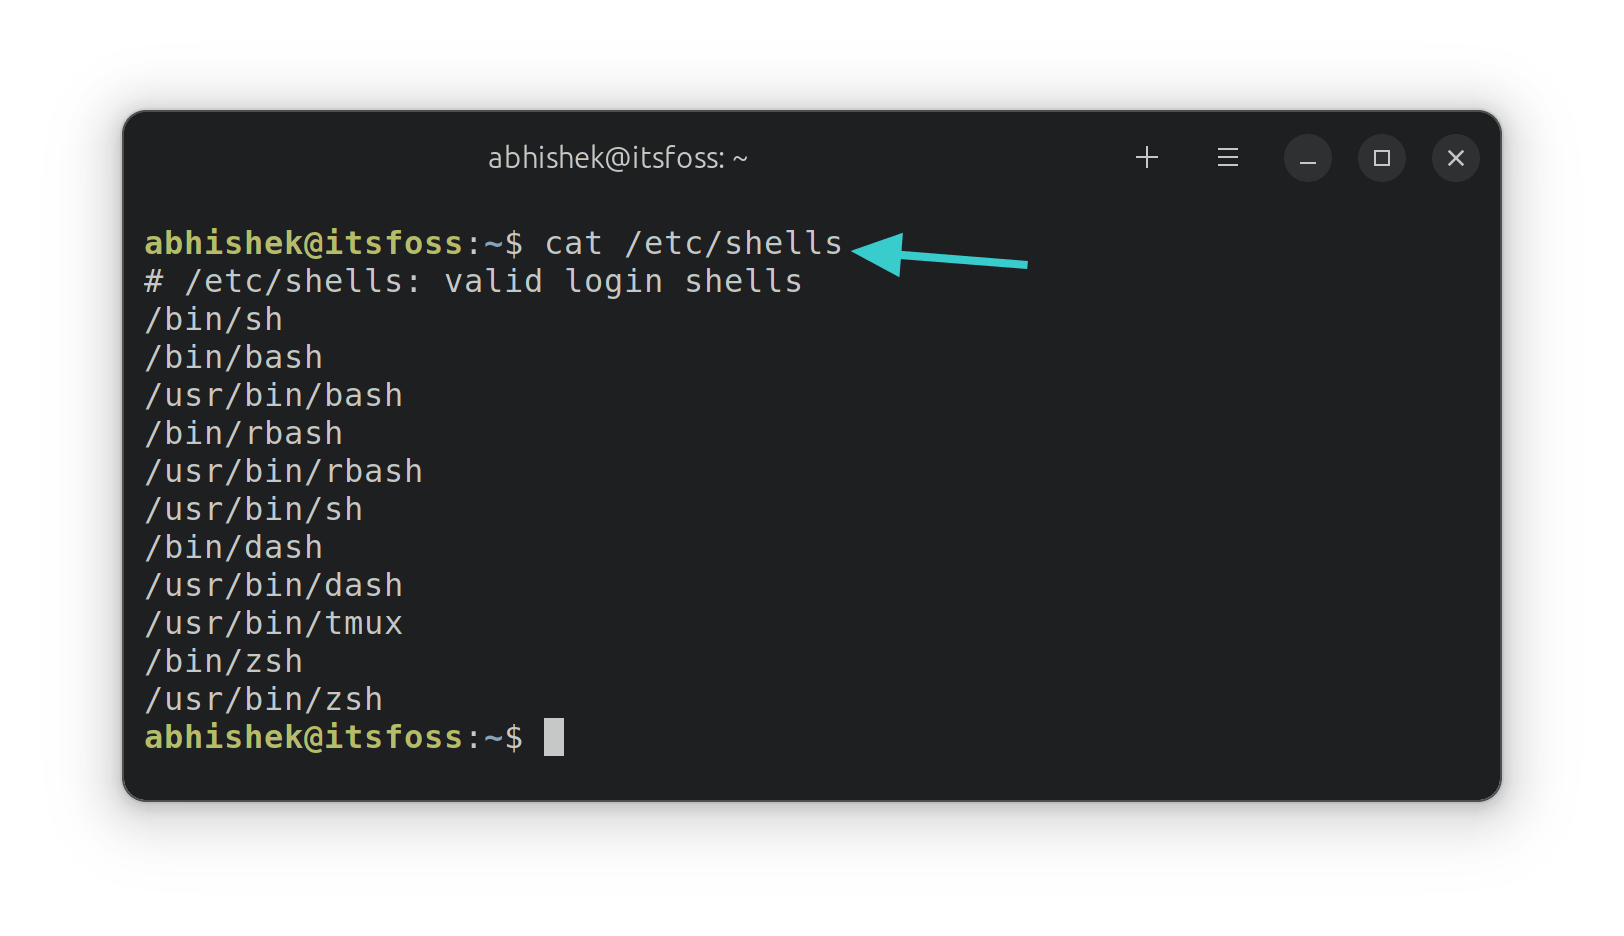 abhishek@itsfoss: ~
abhishek@itsfoss:~$ cat /etc/shells
# /etc/shells: valid login shells
/bin/sh
/bin/bash
/usr/bin/bash
/bin/rbash
/usr/bin/rbash
/usr/bin/sh
/bin/dash
/usr/bin/dash
/usr/bin/tmux
/bin/zsh
/usr/bin/zsh
abhishek@itsfoss:~$